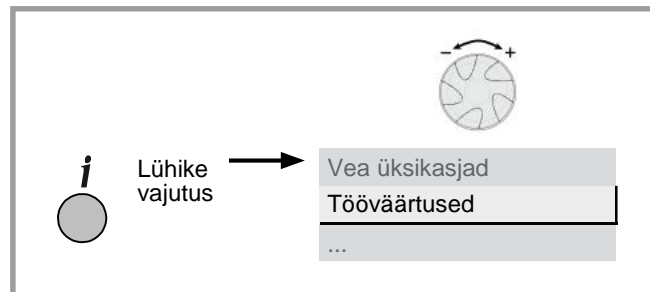 - +
i
Lühike
vajutus
Vea üksikasjad
Tööväärtused
...